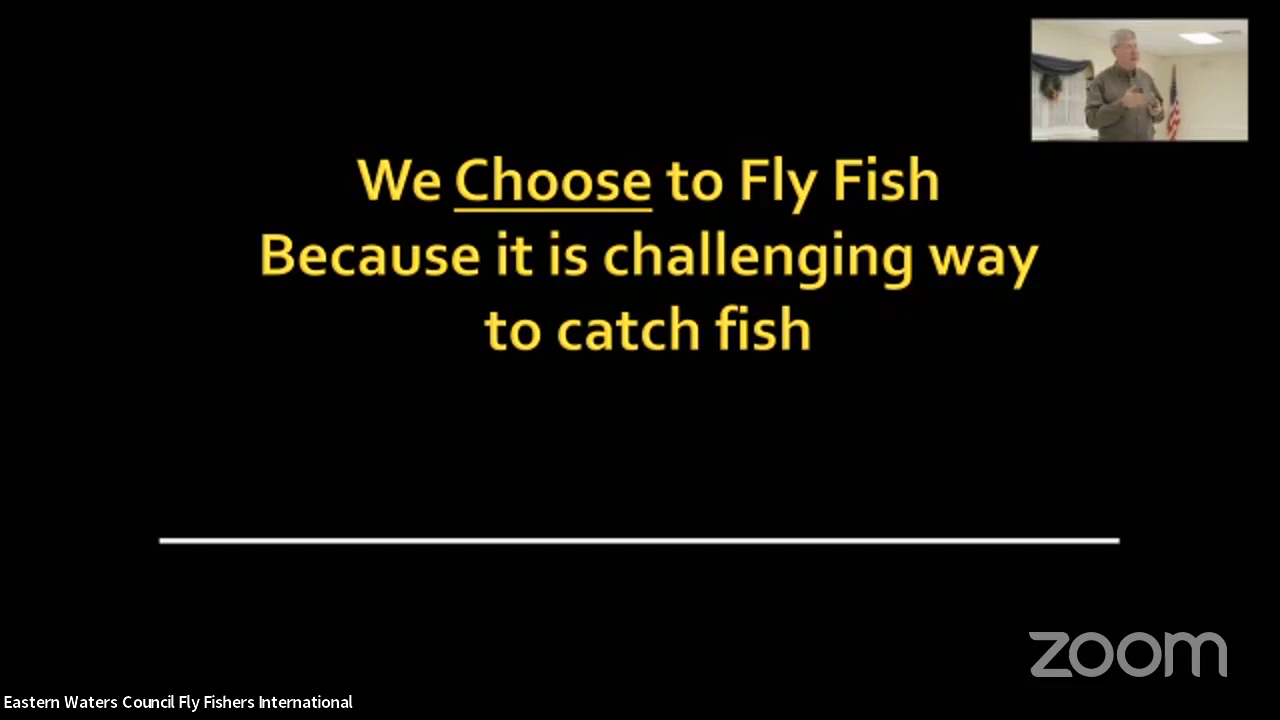 We Choose to Fly Fish
Because it is challenging way
to catch fish
zoom
Eastern Waters Council Fly Fishers International